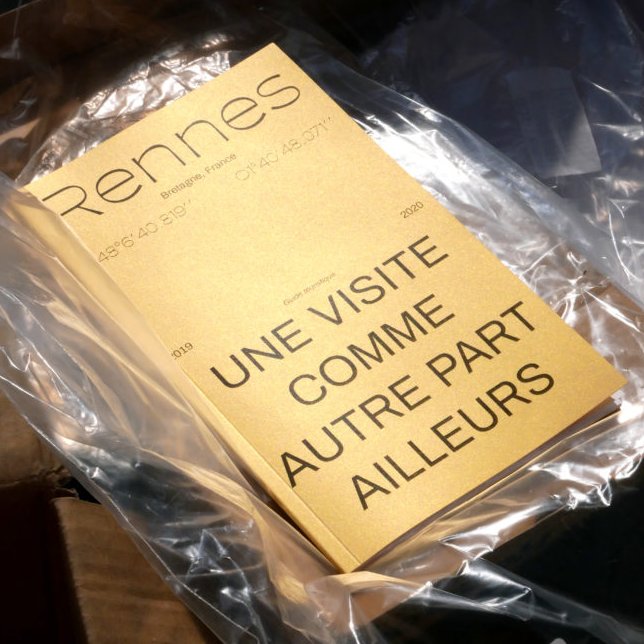 Rennes
Bretagne, France
48°6′ 40.819′′
01° 40′ 48.071′′
2020
Guide touristique
2019
UNE VISITE
COMME
AUTRE PART
AILLEURS